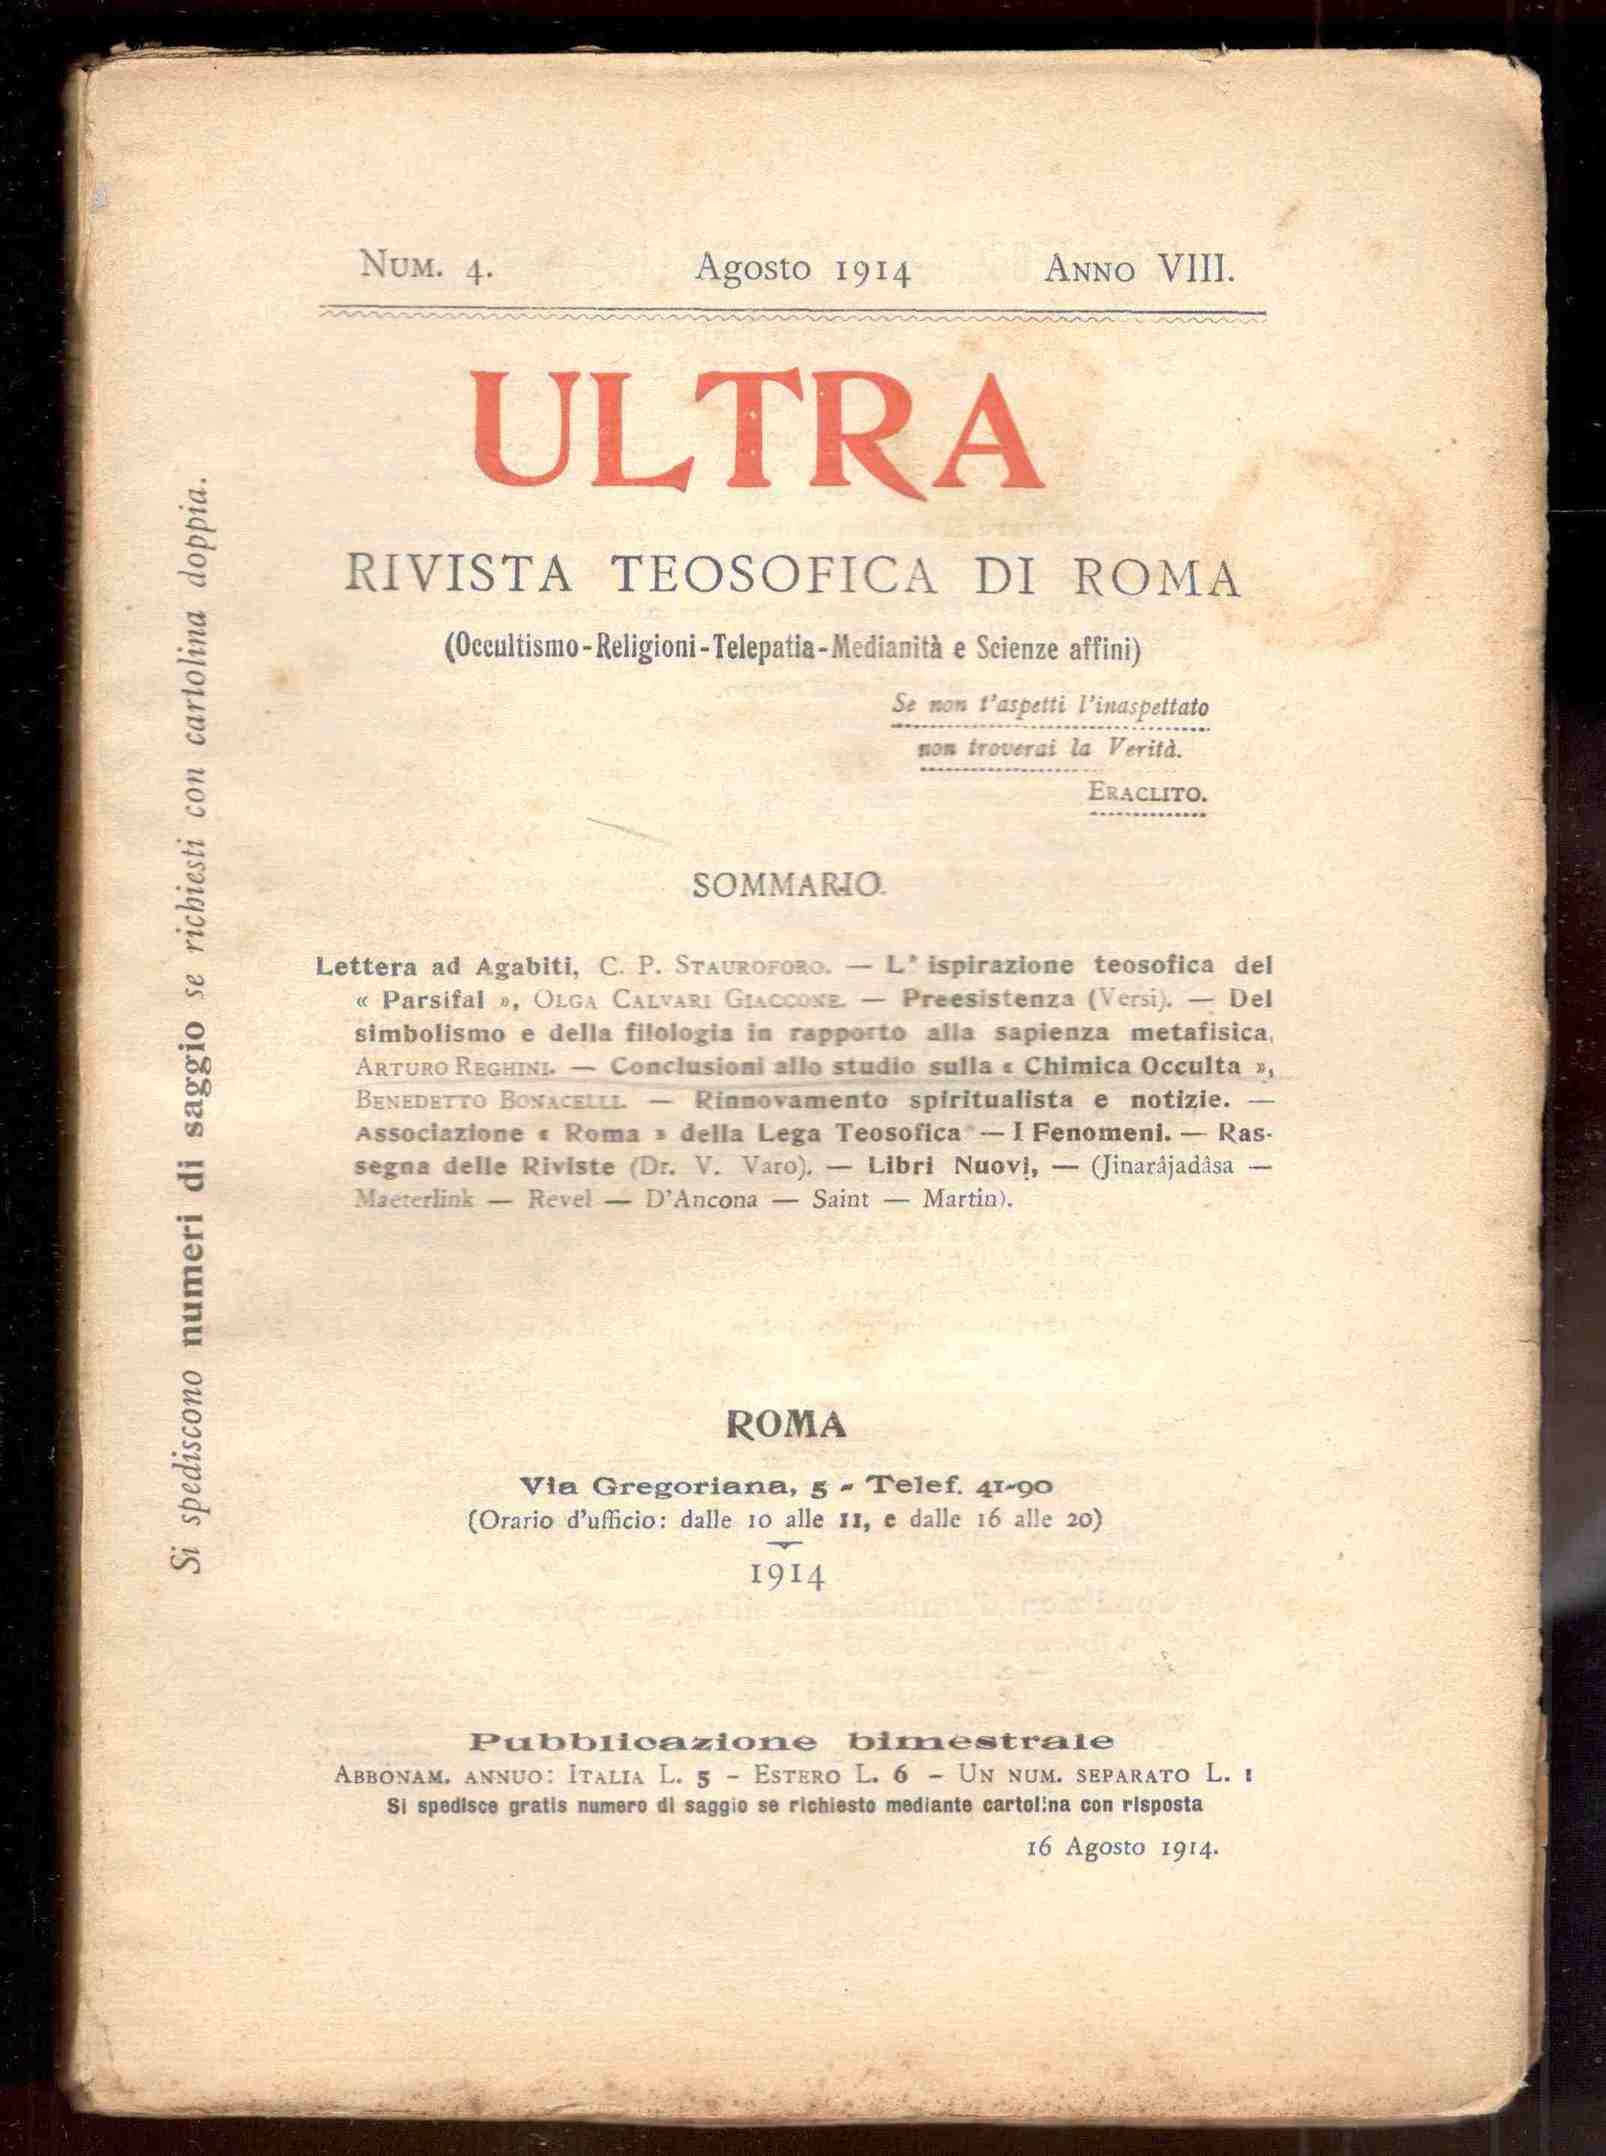 NUM. 4. Agosto 1914 ANNO VIII.
ULTRA
RIVISTA TEOSOFICA DI ROMA
(Occultismo-Religioni-Telepatia-Medianità e Scienze affini)
Se non t'aspetti l'inaspettato
non troverai la Verità.
ERACLITO.
SOMMARIO.
Lettera ad Agabiti, C. P. STAUROFORO. — L'ispirazione teosofica del
« Parsifal », OLGA CALVARI GIACCONE. — Preesistenza (Versi). — Del
simbolismo e della filologia in rapporto alla sapienza metafisica,
ARTURO REGHINI. — Conclusioni allo studio sulla « Chimica Occulta »,
BENEDETTO BONACELLI. — Rinnovamento spiritualista e notizie. —
Associazione « Roma » della Lega Teosofica — I Fenomeni. — Ras-
segna delle Riviste (Dr. V. Varo). — Libri Nuovi, — (Jinarâjadâsa —
Maeterlink — Revel — D'Ancona — Saint — Martin).
ROMA
Via Gregoriana, 5 - Telef. 41-90
(Orario d'ufficio: dalle 10 alle 11, e dalle 16 alle 20)
1914
Pubblicazione bimestrale
ABBONAM. ANNUO: ITALIA L. 5 - ESTERO L. 6 - UN NUM. SEPARATO L. 1
Si spedisce gratis numero di saggio se richiesto mediante cartolina con risposta
16 Agosto 1914.
Si spediscono numeri di saggio se richiesti con cartolina doppia.